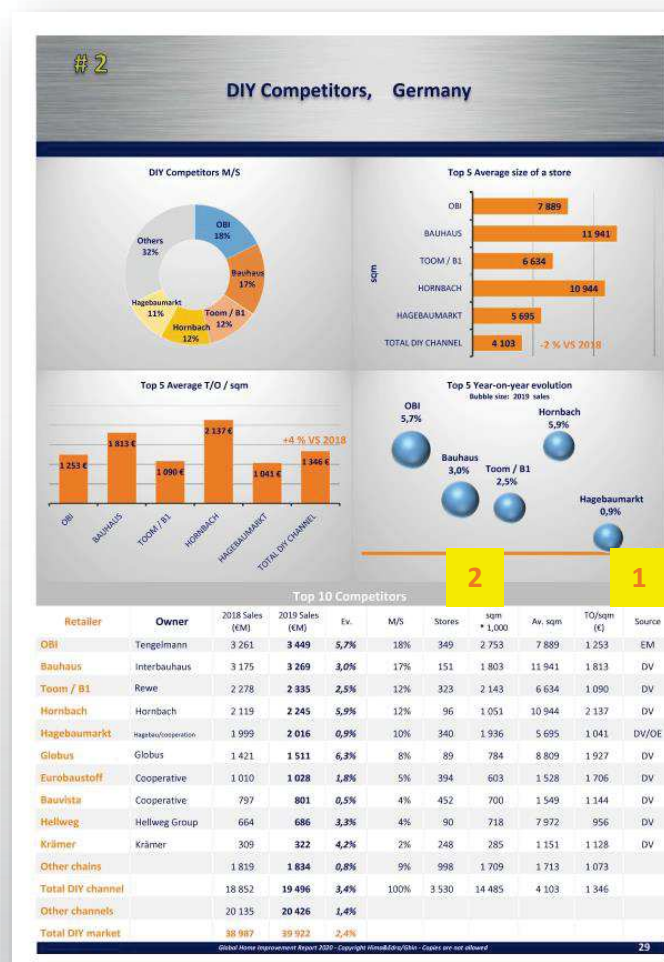 # 2
DIY Competitors, Germany
DIY Competitors M/S
OBI
18%
Bauhaus
17%
Toom / B1
12%
Hornbach
12%
Hagebaumarkt
11%
Others
32%
Top 5 Average size of a store
sqm
OBI 7 889
BAUHAUS 11 941
TOOM / B1 6 634
HORNBACH 10 944
HAGEBAUMARKT 5 695
TOTAL DIY CHANNEL 4 103 -2 % VS 2018
Top 5 Average T/O / sqm
1 253 € 1 813 € 1 090 € 2 137 € 1 041 € 1 346 €
+4 % VS 2018
OBI BAUHAUS TOOM / B1 HORNBACH HAGEBAUMARKT TOTAL DIY CHANNEL
Top 5 Year-on-year evolution
Bubble size: 2019 sales
OBI
5,7%
Bauhaus
3,0%
Toom / B1
2,5%
Hornbach
5,9%
Hagebaumarkt
0,9%
2 1
Top 10 Competitors
Retailer Owner 2018 Sales (€M) 2019 Sales (€M) Ev. M/S Stores sqm * 1,000 Av. sqm TO/sqm (€) Source
OBI Tengelmann 3 261 3 449 5,7% 18% 349 2 753 7 889 1 253 EM
Bauhaus Interbauhaus 3 175 3 269 3,0% 17% 151 1 803 11 941 1 813 DV
Toom / B1 Rewe 2 278 2 335 2,5% 12% 323 2 143 6 634 1 090 DV
Hornbach Hornbach 2 119 2 245 5,9% 12% 96 1 051 10 944 2 137 DV
Hagebaumarkt Hagebau/cooperation 1 999 2 016 0,9% 10% 340 1 936 5 695 1 041 DV/OE
Globus Globus 1 421 1 511 6,3% 8% 89 784 8 809 1 927 DV
Eurobaustoff Cooperative 1 010 1 028 1,8% 5% 394 603 1 528 1 706 DV
Bauvista Cooperative 797 801 0,5% 4% 452 700 1 549 1 144 DV
Hellweg Hellweg Group 664 686 3,3% 4% 90 718 7 972 956 DV
Krämer Krämer 309 322 4,2% 2% 248 285 1 151 1 128 DV
Other chains 1 819 1 834 0,8% 9% 998 1 709 1 713 1 073
Total DIY channel 18 852 19 496 3,4% 100% 3 530 14 485 4 103 1 346
Other channels 20 135 20 426 1,4%
Total DIY market 38 987 39 922 2,4%
Global Home Improvement Report 2020 - Copyright Hima&Edra/Ghin - Copies are not allowed 29